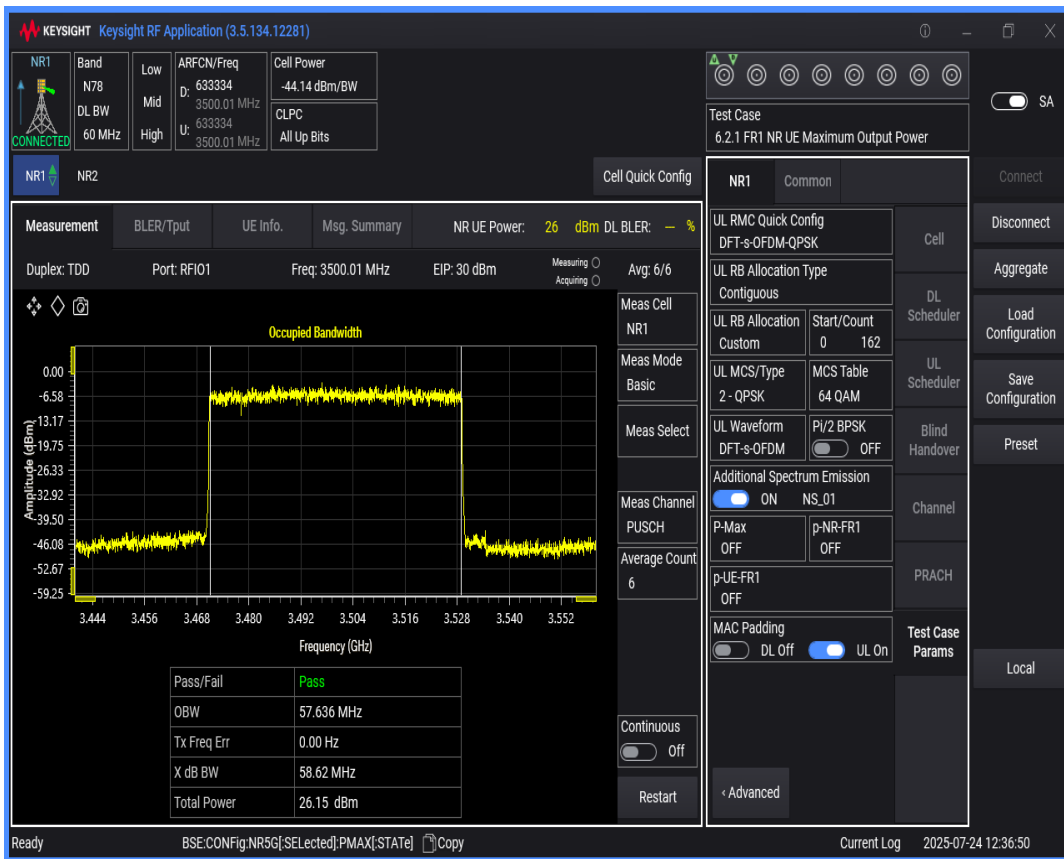 KEYSIGHT Keysight RF Application (3.5.134.12281)
NR1
CONNECTED
Band
N78
DL BW
60 MHz
Low
Mid
High
ARFCN/Freq
D: 633334
3500.01 MHz
U: 633334
3500.01 MHz
Cell Power
-44.14 dBm/BW
CLPC
All Up Bits
Test Case
6.2.1 FR1 NR UE Maximum Output Power
SA
NR1 NR2
Cell Quick Config
Measurement BLER/Tput UE Info. Msg. Summary NR UE Power: 26 dBm DL BLER: — %
Duplex: TDD Port: RFIO1 Freq: 3500.01 MHz EIP: 30 dBm Measuring Avg: 6/6
Acquiring
Occupied Bandwidth
Amplitude (dBm)
0.00
-6.58
-13.17
-19.75
-26.33
-32.92
-39.50
-46.08
-52.67
-59.25
3.444 3.456 3.468 3.480 3.492 3.504 3.516 3.528 3.540 3.552
Frequency (GHz)
Pass/Fail Pass
OBW 57.636 MHz
Tx Freq Err 0.00 Hz
X dB BW 58.62 MHz
Total Power 26.15 dBm
Meas Cell
NR1
Meas Mode
Basic
Meas Select
Meas Channel
PUSCH
Average Count
6
Continuous
Off
Restart
NR1 Common
UL RMC Quick Config
DFT-s-OFDM-QPSK
UL RB Allocation Type
Contiguous
UL RB Allocation
Custom
Start/Count
0 162
UL MCS/Type
2 - QPSK
MCS Table
64 QAM
UL Waveform
DFT-s-OFDM
Pi/2 BPSK
OFF
Additional Spectrum Emission
ON NS_01
P-Max
OFF
p-NR-FR1
OFF
p-UE-FR1
OFF
MAC Padding
DL Off UL On
‹ Advanced
Cell
DL
Scheduler
UL
Scheduler
Blind
Handover
Channel
PRACH
Test Case
Params
Connect
Disconnect
Aggregate
Load
Configuration
Save
Configuration
Preset
Local
Ready BSE:CONFig:NR5G[:SELected]:PMAX[:STATe] Copy Current Log 2025-07-24 12:36:50